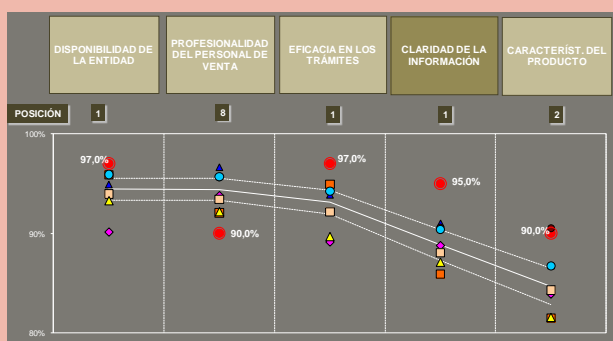 DISPONIBILIDAD DE
LA ENTIDAD
PROFESIONALIDAD
DEL PERSONAL DE
VENTA
EFICACIA EN LOS
TRÁMITES
CLARIDAD DE LA
INFORMACIÓN
CARACTERÍST. DEL
PRODUCTO
POSICIÓN
1
8
1
1
2
100%
97,0%
97,0%
95,0%
90%
90,0%
90,0%
80%